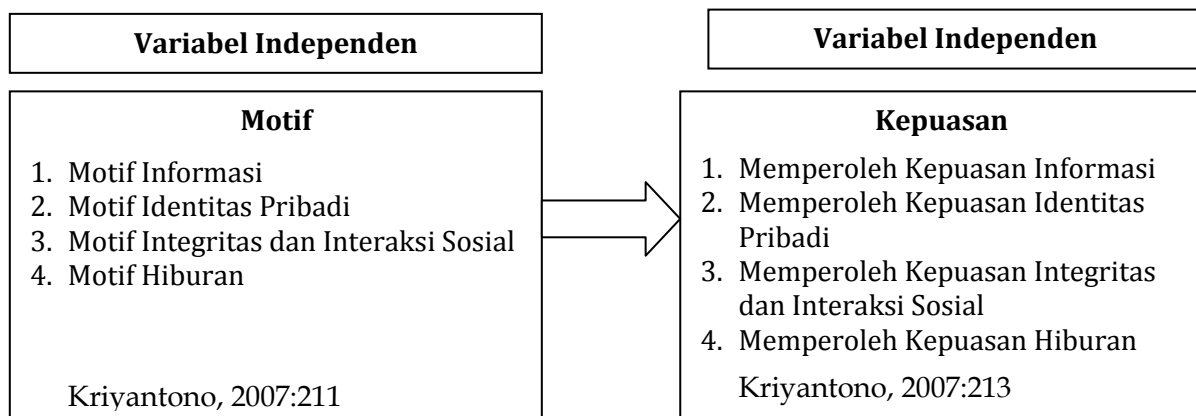 Variabel Independen
Motif
1. Motif Informasi
2. Motif Identitas Pribadi
3. Motif Integritas dan Interaksi Sosial
4. Motif Hiburan
Kriyantono, 2007:211
Variabel Independen
Kepuasan
1. Memperoleh Kepuasan Informasi
2. Memperoleh Kepuasan Identitas
Pribadi
3. Memperoleh Kepuasan Integritas
dan Interaksi Sosial
4. Memperoleh Kepuasan Hiburan
Kriyantono, 2007:213